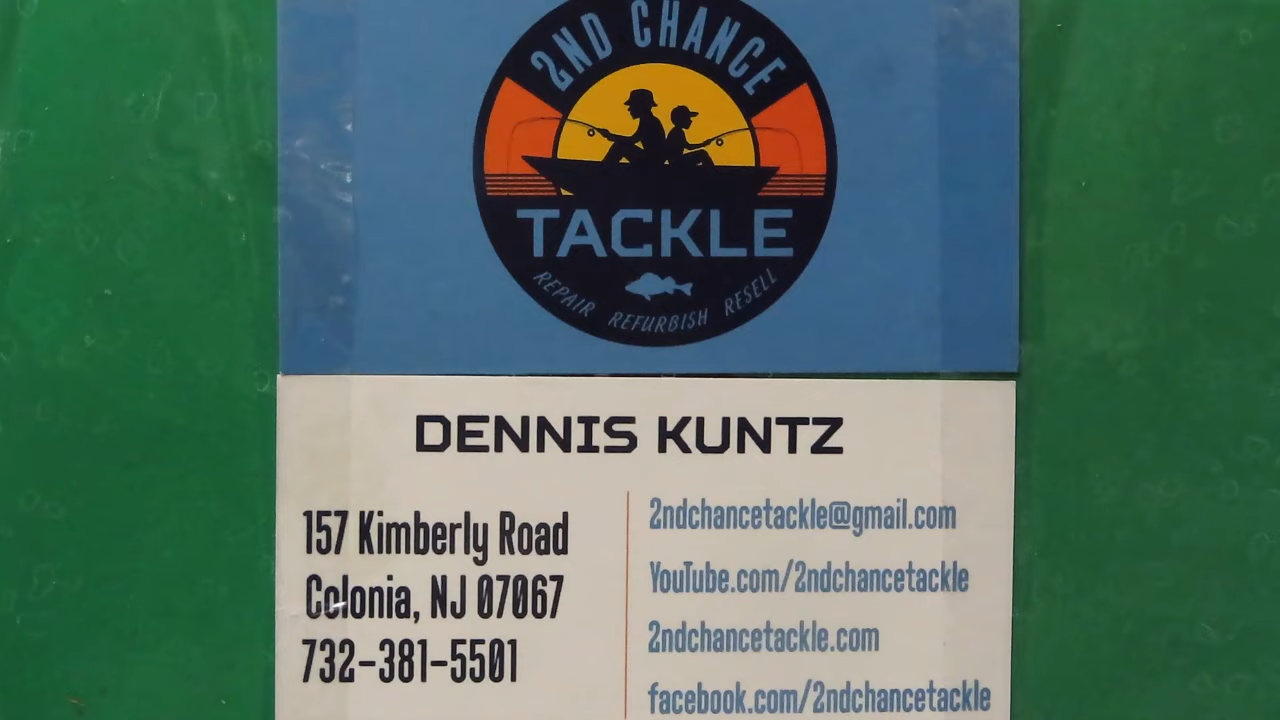 2ND CHANCE
TACKLE
REPAIR REFURBISH RESELL
DENNIS KUNTZ
157 Kimberly Road
Colonia, NJ 07067
732-381-5501
2ndchancetackle@gmail.com
YouTube.com/2ndchancetackle
2ndchancetackle.com
facebook.com/2ndchancetackle